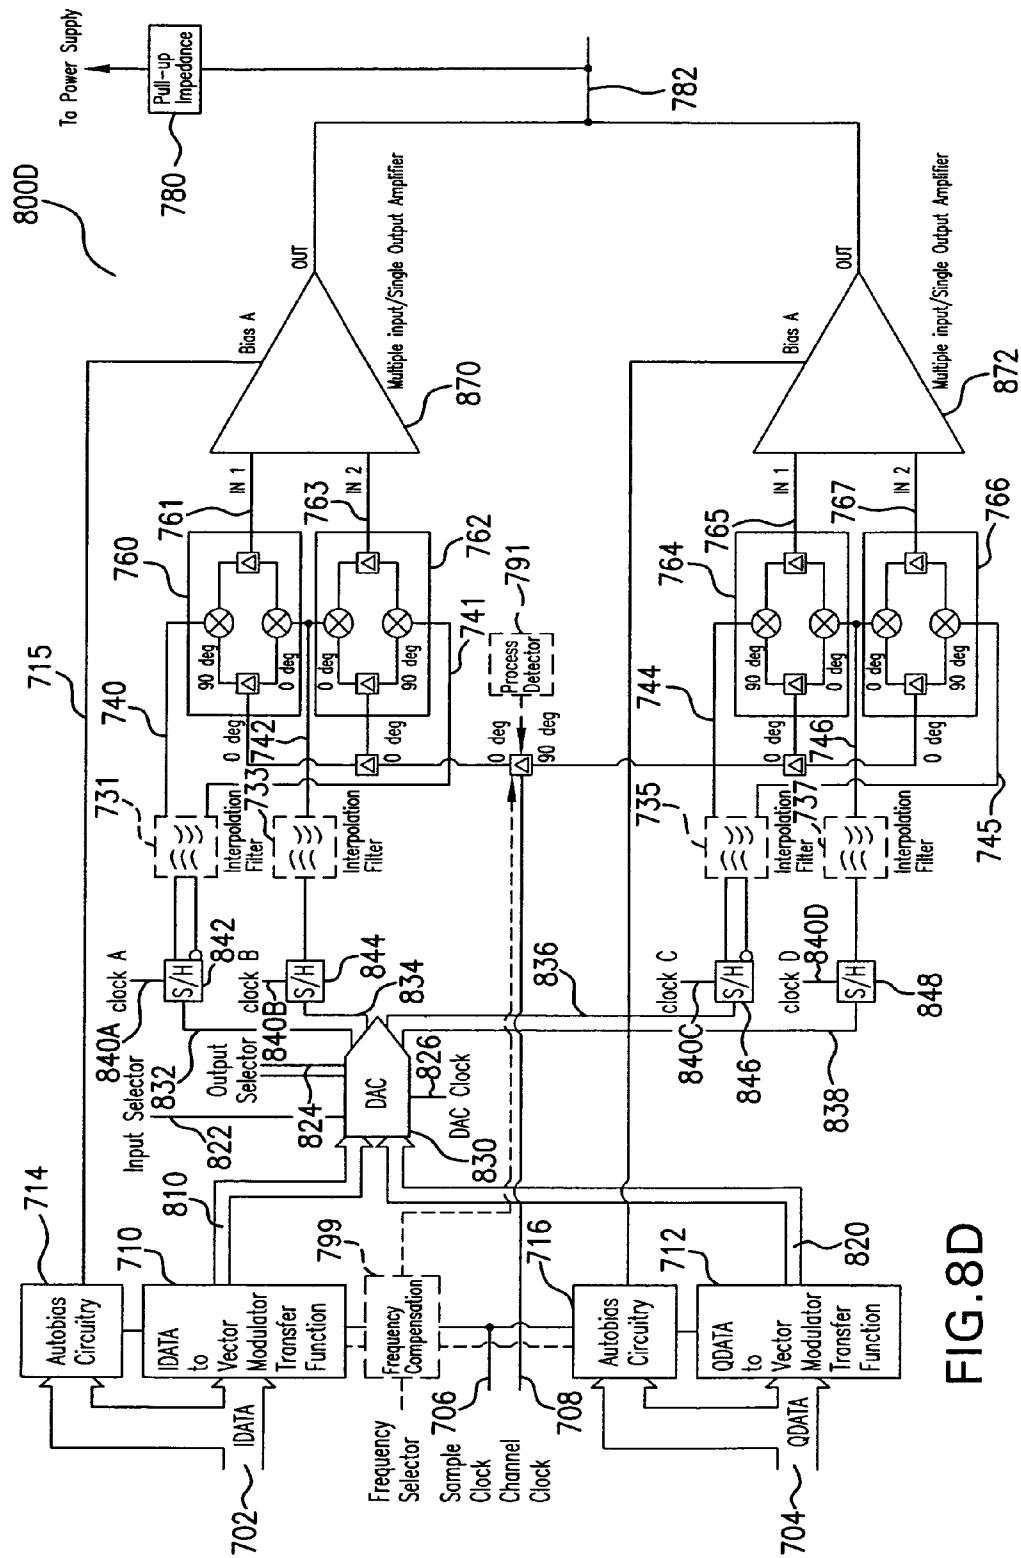 800D
To Power Supply
Pull-up
Impedance
780
782
714
Autobias
Circuitry
715
Bias A
OUT
Multiple input/Single Output Amplifier
870
702
IDATA
710
IDATA
to
Vector
Modulator
Transfer
Function
810
Input Selector
822
Output
Selector
824
832
DAC
830
826
DAC Clock
834
836
838
clock A
840A
S/H
842
clock B
840B
S/H
844
731
Interpolation
Filter
733
Interpolation
Filter
740
742
741
0 deg
0 deg
760
90 deg
0 deg
761
IN 1
762
0 deg
90 deg
763
IN 2
791
Process
Detector
0 deg
90 deg
Frequency
Selector
799
Frequency
Compensation
Sample
Clock
706
Channel
Clock
708
716
Autobias
Circuitry
704
QDATA
712
QDATA
to
Vector
Modulator
Transfer
Function
820
clock C
840C
S/H
846
clock D
840D
S/H
848
735
Interpolation
Filter
737
Interpolation
Filter
744
746
745
0 deg
0 deg
764
90 deg
0 deg
765
IN 1
766
0 deg
90 deg
767
IN 2
Bias A
OUT
Multiple input/Single Output Amplifier
872
FIG.8D